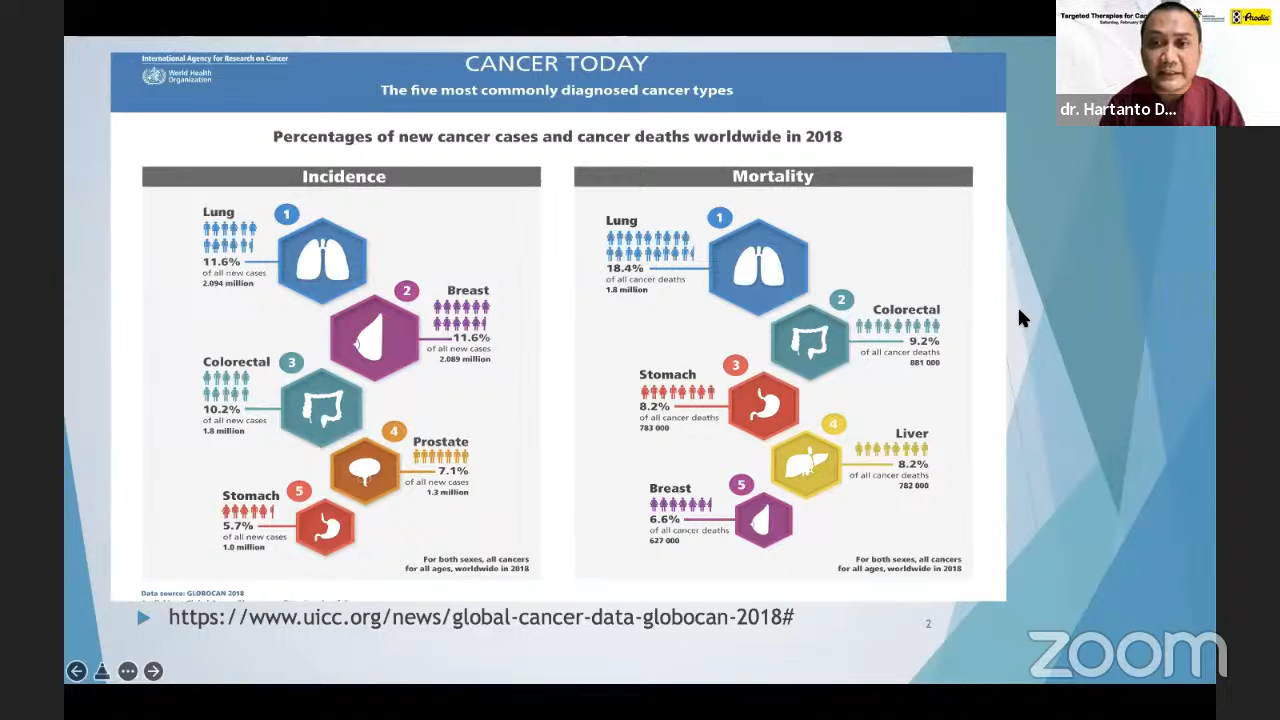 International Agency for Research on Cancer
World Health
Organization
CANCER TODAY
The five most commonly diagnosed cancer types
Percentages of new cancer cases and cancer deaths worldwide in 2018
Incidence
Lung
1
11.6%
of all new cases
2.094 million
2
Breast
11.6%
of all new cases
2.089 million
Colorectal
3
10.2%
of all new cases
1.8 million
4
Prostate
7.1%
of all new cases
1.3 million
Stomach
5
5.7%
of all new cases
1.0 million
For both sexes, all cancers
for all ages, worldwide in 2018
Mortality
Lung
1
18.4%
of all cancer deaths
1.8 million
2
Colorectal
9.2%
of all cancer deaths
881 000
Stomach
3
8.2%
of all cancer deaths
783 000
4
Liver
8.2%
of all cancer deaths
782 000
Breast
5
6.6%
of all cancer deaths
627 000
For both sexes, all cancers
for all ages, worldwide in 2018
Data source: GLOBOCAN 2018
https://www.uicc.org/news/global-cancer-data-globocan-2018#
2
Targeted Therapies for Can
Saturday, February
dr. Hartanto D...
zoom